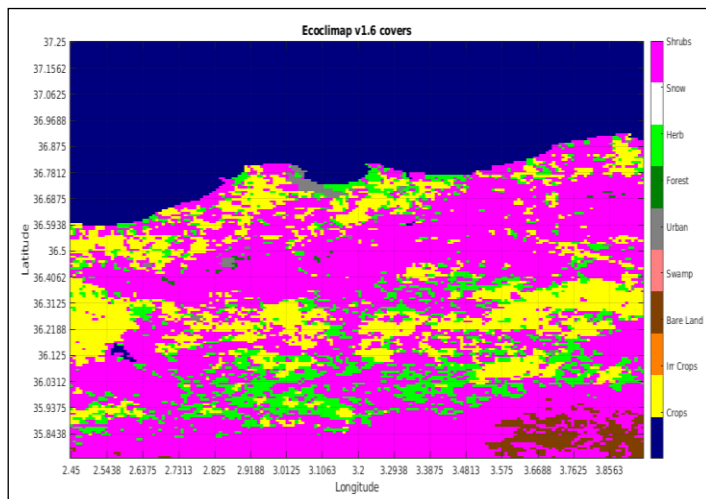 Ecoclimap v1.6 covers
37.25
37.1562
37.0625
36.9688
36.875
36.7812
36.6875
36.5938
36.5
36.4062
36.3125
36.2188
36.125
36.0312
35.9375
35.8438
Latitude
2.45
2.5438
2.6375
2.7313
2.825
2.9188
3.0125
3.1063
3.2
3.2938
3.3875
3.4813
3.575
3.6688
3.7625
3.8563
Longitude
Shrubs
Snow
Herb
Forest
Urban
Swamp
Bare Land
Irr Crops
Crops